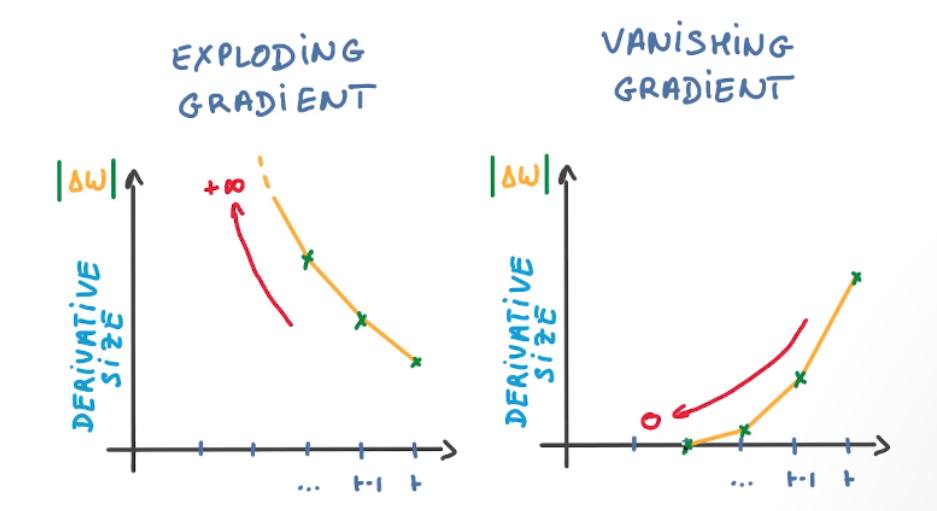 EXPLODING
GRADIENT
|ΔW|
+∞
DERIVATIVE
SIZE
... t-1 t
VANISHING
GRADIENT
|ΔW|
0
DERIVATIVE
SIZE
... t-1 t